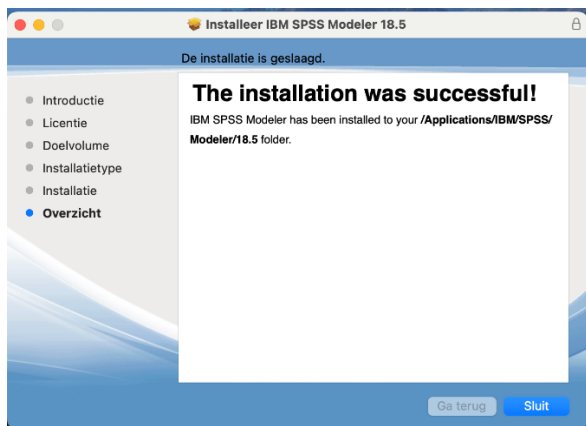 Installeer IBM SPSS Modeler 18.5
De installatie is geslaagd.
Introductie
Licentie
Doelvolume
Installatietype
Installatie
Overzicht
The installation was successful!
IBM SPSS Modeler has been installed to your /Applications/IBM/SPSS/
Modeler/18.5 folder.
Ga terug
Sluit